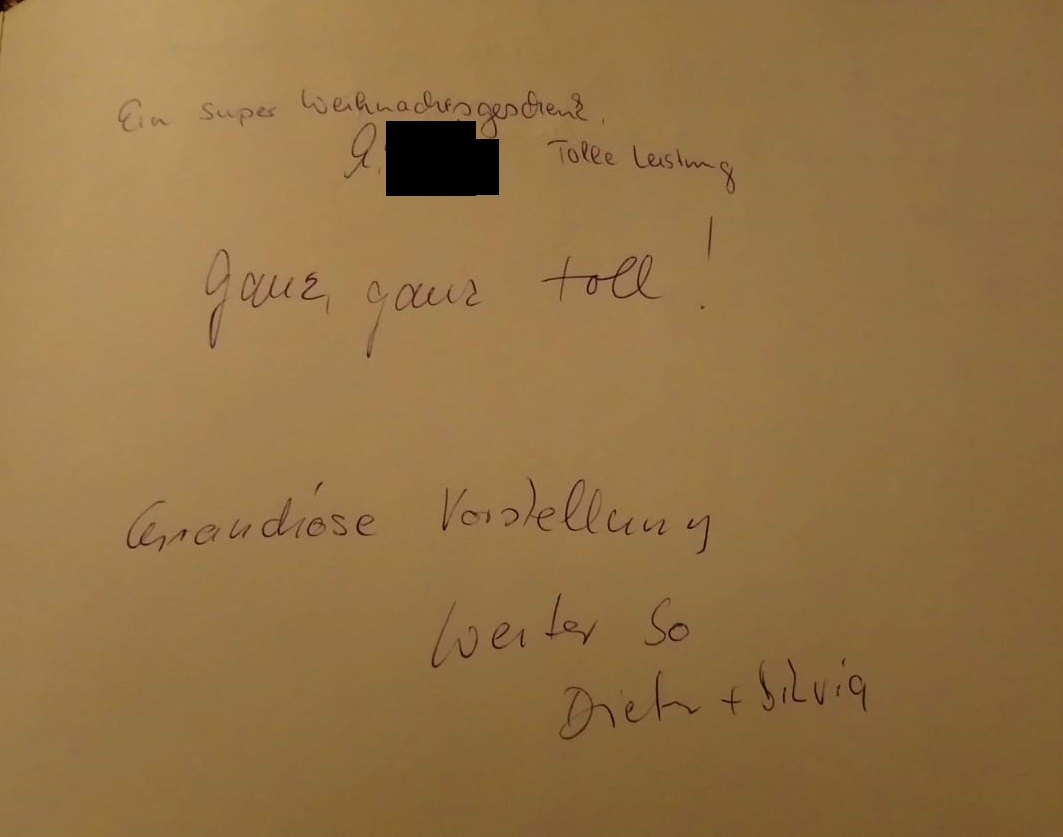 Ein super Weihnachtsgeschenk.
Tolle Leistung
Ganz, ganz toll!
Grandiose Vorstellung
Weiter so
Dieter + Silvia